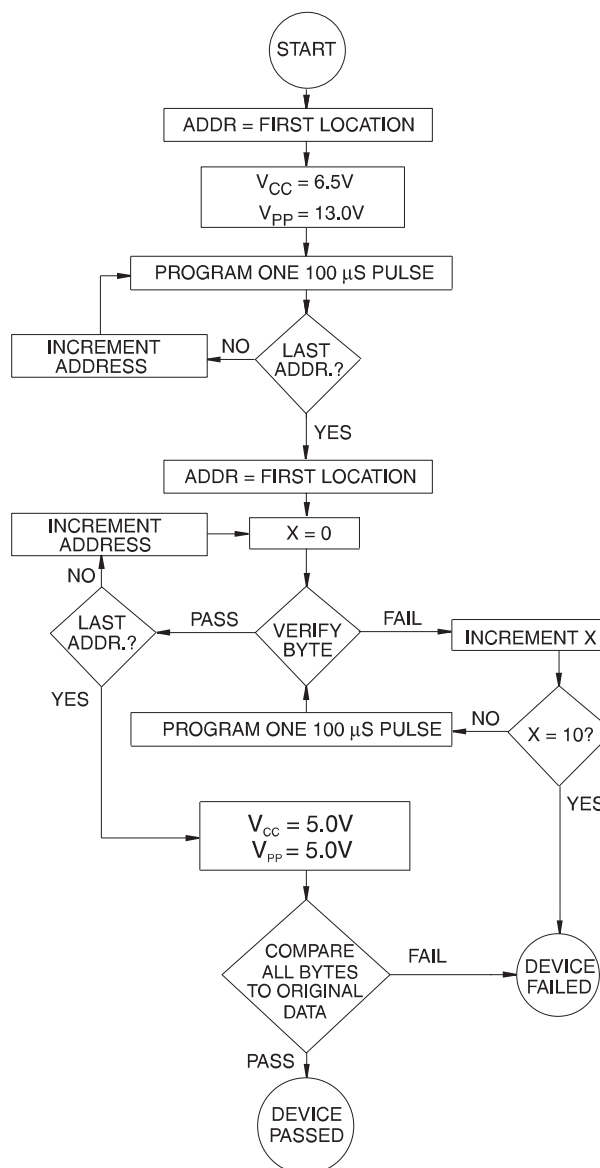 START
ADDR = FIRST LOCATION
VCC = 6.5V
VPP = 13.0V
PROGRAM ONE 100 µS PULSE
INCREMENT
ADDRESS
NO
LAST
ADDR.?
YES
ADDR = FIRST LOCATION
INCREMENT
ADDRESS
X = 0
NO
LAST
ADDR.?
PASS
VERIFY
BYTE
FAIL
INCREMENT X
YES
PROGRAM ONE 100 µS PULSE
NO
X = 10?
YES
VCC = 5.0V
VPP = 5.0V
COMPARE
ALL BYTES
TO ORIGINAL
DATA
FAIL
DEVICE
FAILED
PASS
DEVICE
PASSED